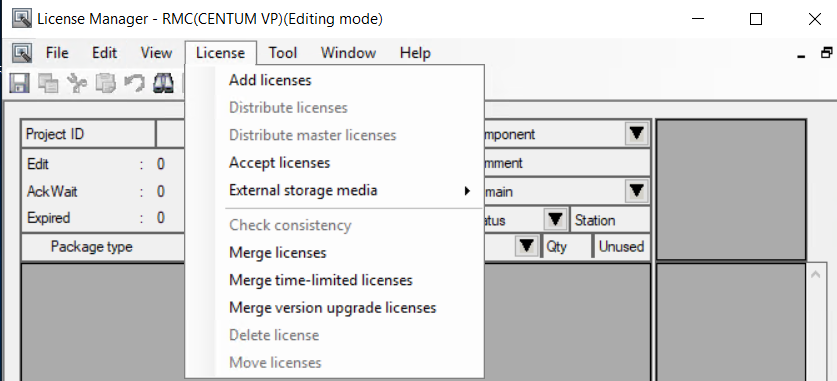 License Manager - RMC(CENTUM VP)(Editing mode)
File Edit View License Tool Window Help
Add licenses
Distribute licenses
Distribute master licenses
Accept licenses
External storage media
Check consistency
Merge licenses
Merge time-limited licenses
Merge version upgrade licenses
Delete license
Move licenses
Project ID
mponent
Edit : 0
mment
AckWait : 0
main
Expired : 0
atus Station
Package type
Qty Unused